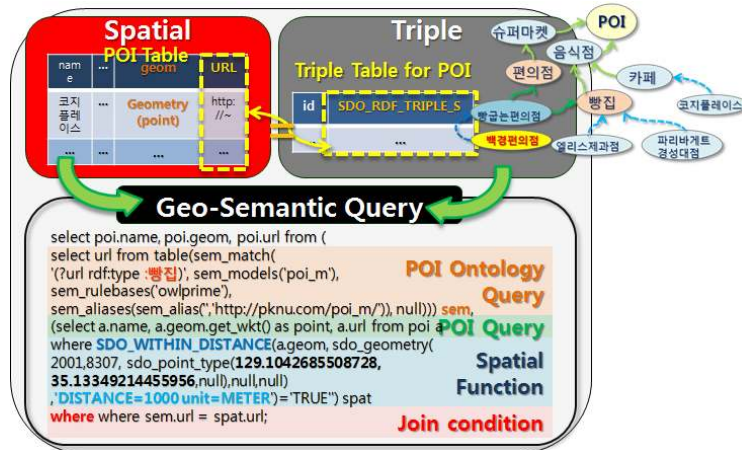 Spatial
POI Table
nam
e
...
geom
URL
코지
플레
이스
...
Geometry
(point)
http:
//~
...
...
...
...
Triple
Triple Table for POI
id
SDO_RDF_TRIPLE_S
...
POI
슈퍼마켓
음식점
편의점
카페
빵굽는편의점
빵집
코지플레이스
백경편의점
엘리스제과점
파리바게트
경성대점
Geo-Semantic Query
select poi.name, poi.geom, poi.url from (
select url from table(sem_match(
'(?url rdf:type :빵집)', sem_models('poi_m'),
sem_rulebases('owlprime'),
sem_aliases(sem_alias('','http://pknu.com/poi_m/')), null))) sem,
(select a.name, a.geom.get_wkt() as point, a.url from poi a
where SDO_WITHIN_DISTANCE(a.geom, sdo_geometry(
2001,8307, sdo_point_type(129.1042685508728,
35.13349214455956,null),null,null)
,'DISTANCE=1000 unit=METER')='TRUE") spat
where where sem.url = spat.url;
POI Ontology
Query
POI Query
Spatial
Function
Join condition